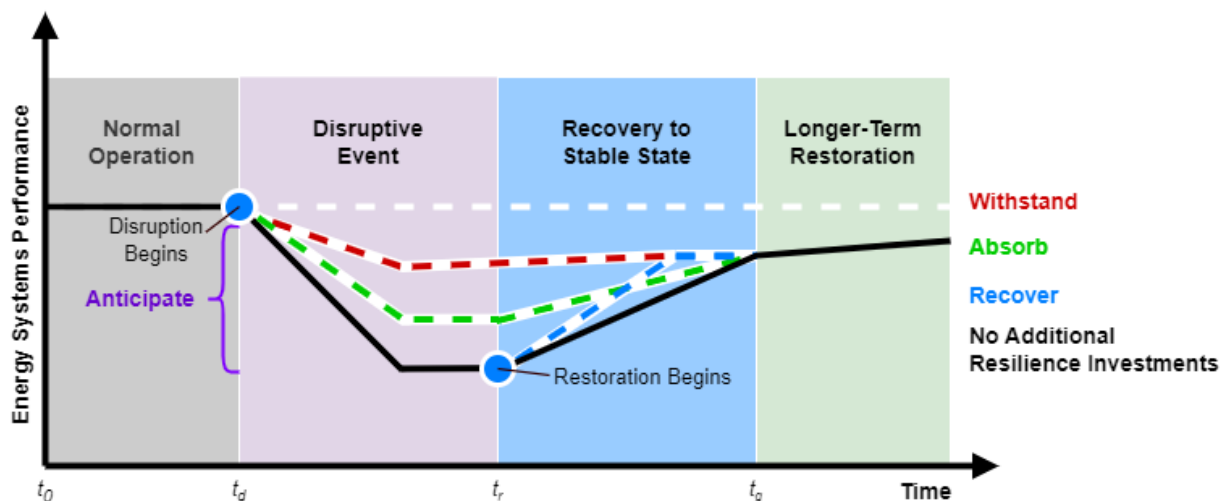 Energy Systems Performance
Normal
Operation
Disruptive
Event
Recovery to
Stable State
Longer-Term
Restoration
Disruption
Begins
Anticipate
Restoration Begins
Withstand
Absorb
Recover
No Additional
Resilience Investments
t0
td
tr
ta
Time